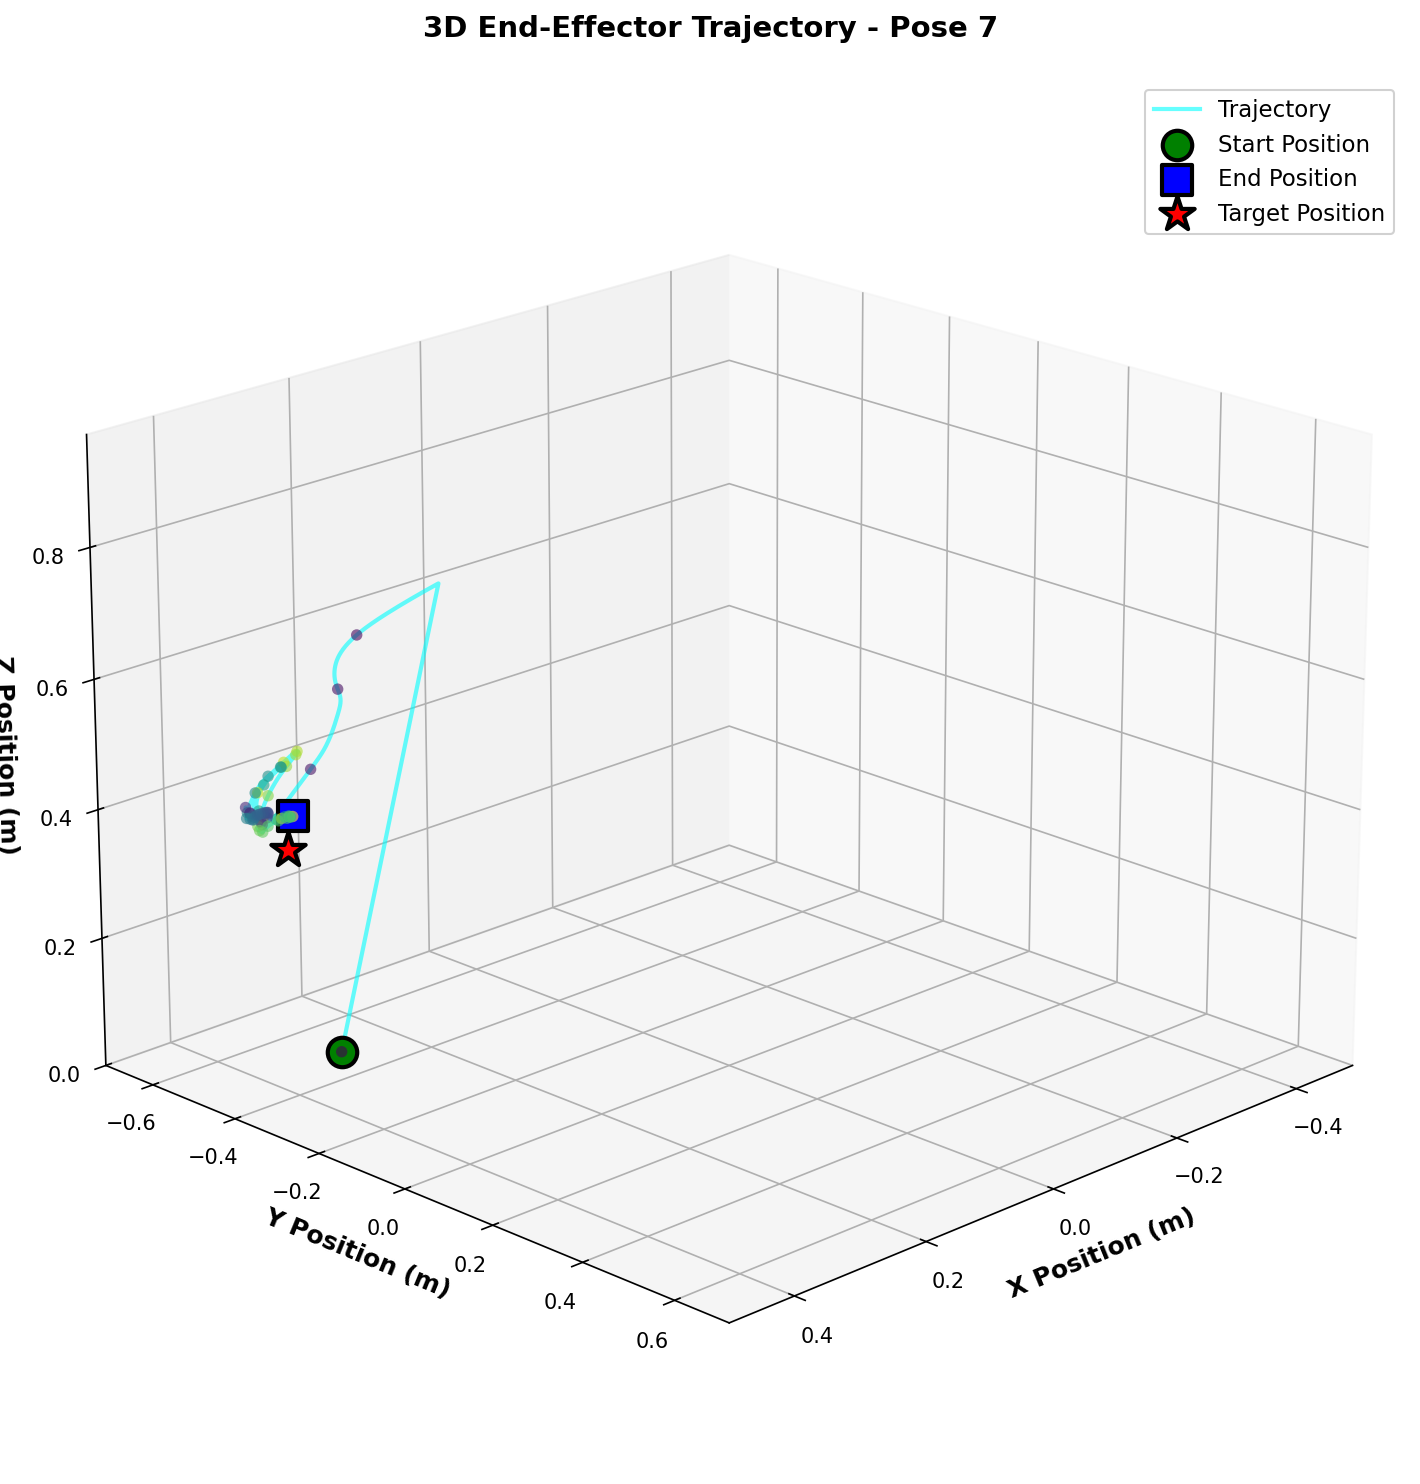 3D End-Effector Trajectory - Pose 7
Trajectory
Start Position
End Position
Target Position
0.8
0.6
0.4
0.2
0.0
Z Position (m)
−0.6
−0.4
−0.2
0.0
0.2
0.4
0.6
Y Position (m)
−0.4
−0.2
0.0
0.2
0.4
X Position (m)